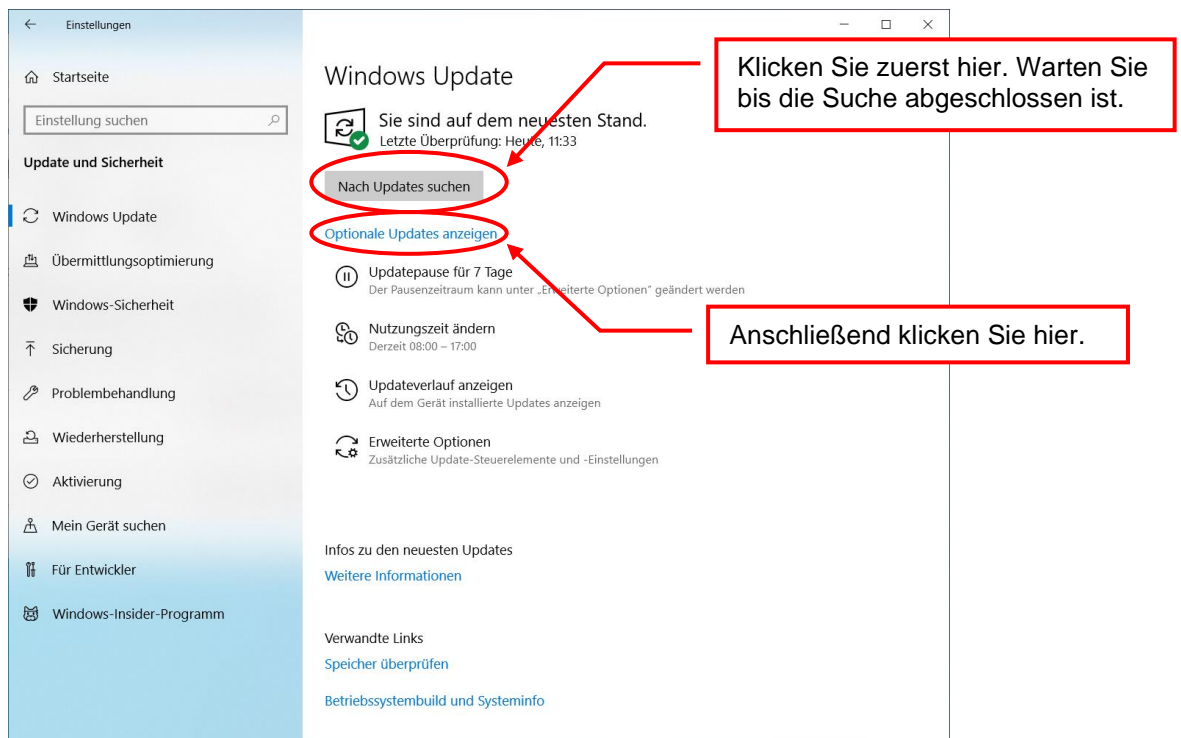 Einstellungen
Startseite
Einstellung suchen
Update und Sicherheit
Windows Update
Übermittlungsoptimierung
Windows-Sicherheit
Sicherung
Problembehandlung
Wiederherstellung
Aktivierung
Mein Gerät suchen
Für Entwickler
Windows-Insider-Programm
Windows Update
Sie sind auf dem neuesten Stand.
Letzte Überprüfung: Heute, 11:33
Nach Updates suchen
Optionale Updates anzeigen
Updatepause für 7 Tage
Der Pausenzeitraum kann unter „Erweiterte Optionen“ geändert werden
Nutzungszeit ändern
Derzeit 08:00 – 17:00
Updateverlauf anzeigen
Auf dem Gerät installierte Updates anzeigen
Erweiterte Optionen
Zusätzliche Update-Steuerelemente und -Einstellungen
Infos zu den neuesten Updates
Weitere Informationen
Verwandte Links
Speicher überprüfen
Betriebssystembuild und Systeminfo
Klicken Sie zuerst hier. Warten Sie
bis die Suche abgeschlossen ist.
Anschließend klicken Sie hier.